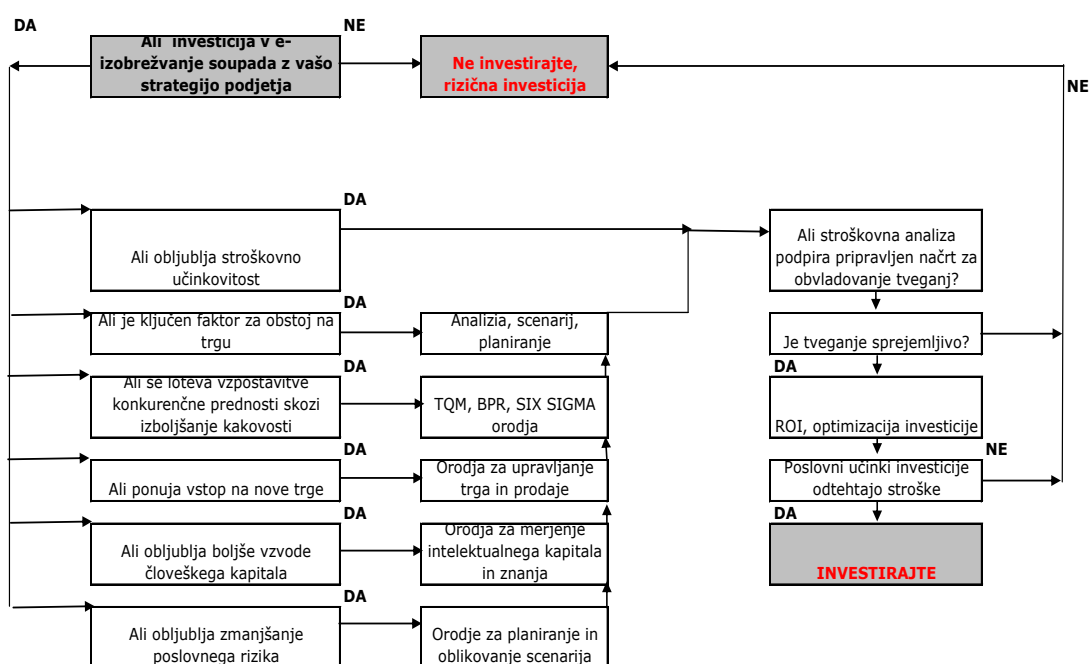 DA
NE
Ali investicija v e-
izobrežvanje soupada z vašo
strategijo podjetja
Ne investirajte,
rizična investicija
NE
DA
Ali obljublja stroškovno
učinkovitost
Ali stroškovna analiza
podpira pripravljen načrt za
obvladovanje tveganj?
DA
Ali je ključen faktor za obstoj na
trgu
Analizia, scenarij,
planiranje
Je tveganje sprejemljivo?
DA
DA
Ali se loteva vzpostavitve
konkurenčne prednosti skozi
izboljšanje kakovosti
TQM, BPR, SIX SIGMA
orodja
ROI, optimizacija investicije
DA
NE
Ali ponuja vstop na nove trge
Orodja za upravljanje
trga in prodaje
Poslovni učinki investicije
odtehtajo stroške
DA
DA
Ali obljublja boljše vzvode
človeškega kapitala
Orodja za merjenje
intelektualnega kapitala
in znanja
INVESTIRAJTE
DA
Ali obljublja zmanjšanje
poslovnega rizika
Orodje za planiranje in
oblikovanje scenarija